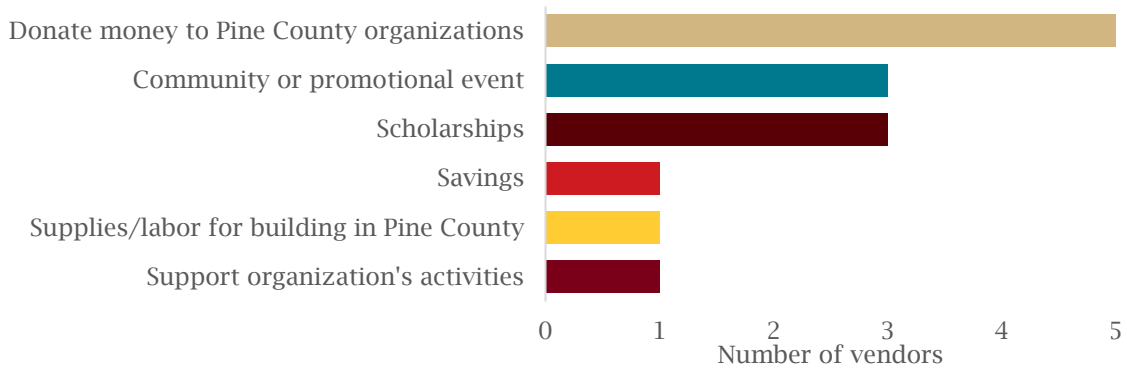 Donate money to Pine County organizations
Community or promotional event
Scholarships
Savings
Supplies/labor for building in Pine County
Support organization's activities
0 1 2 3 4 5
Number of vendors